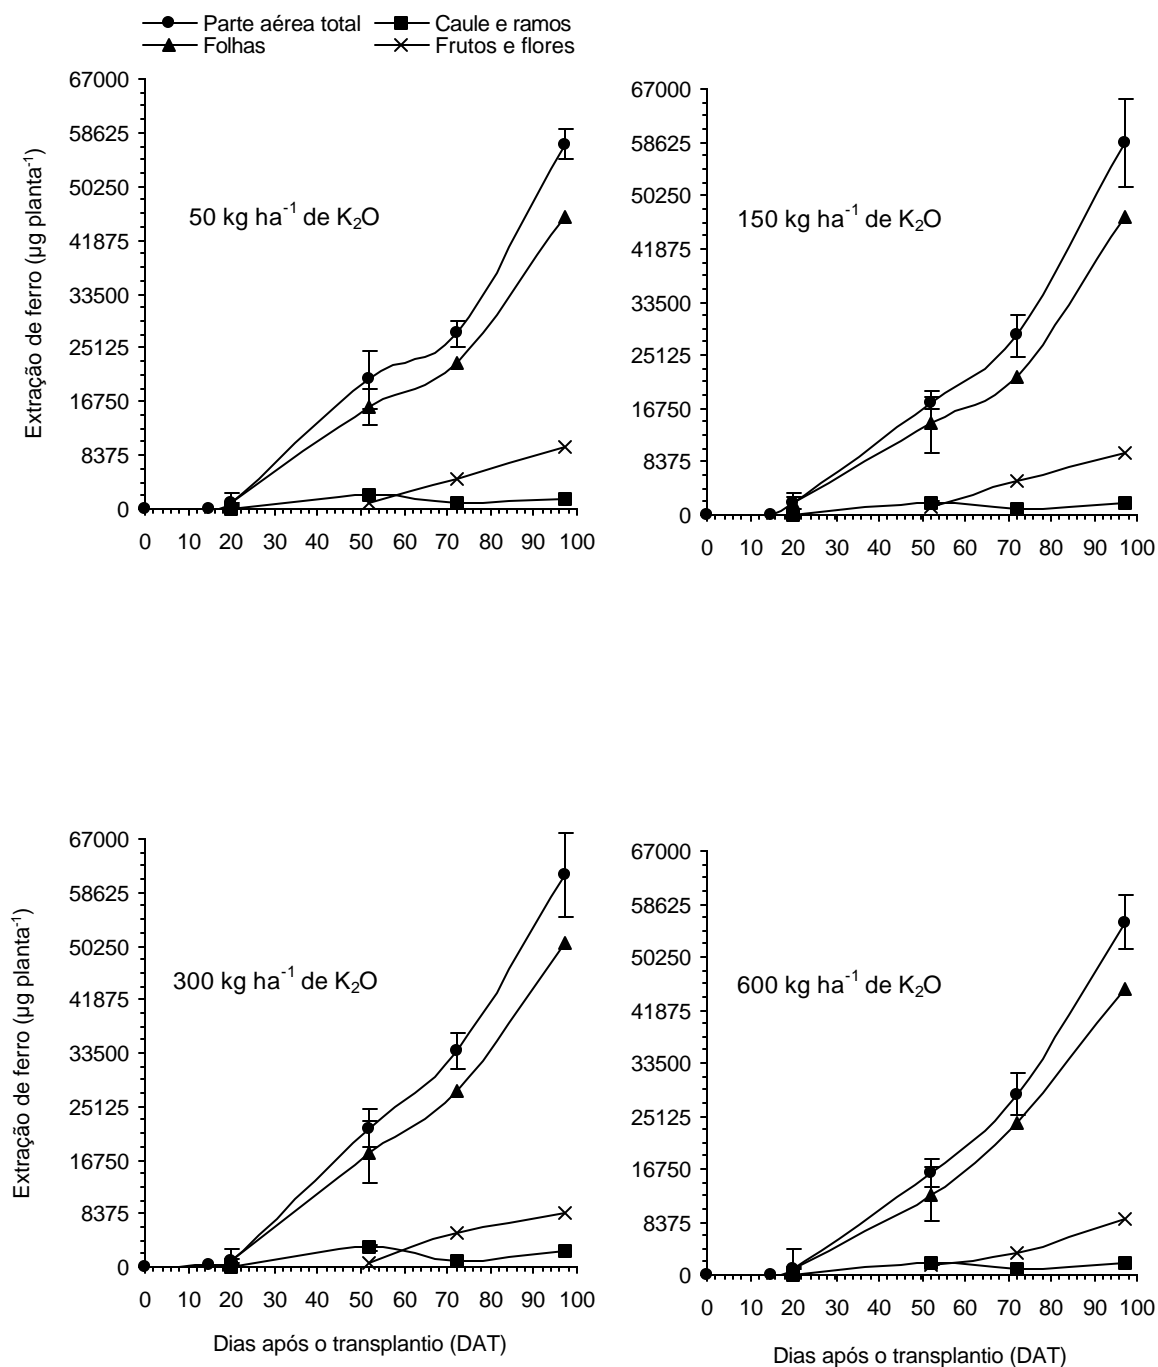 Parte aérea total
Caule e ramos
Folhas
Frutos e flores
Extração de ferro (µg planta⁻¹)
67000
58625
50250
41875
33500
25125
16750
8375
0
50 kg ha⁻¹ de K₂O
0 10 20 30 40 50 60 70 80 90 100
67000
58625
50250
41875
33500
25125
16750
8375
0
150 kg ha⁻¹ de K₂O
0 10 20 30 40 50 60 70 80 90 100
Extração de ferro (µg planta⁻¹)
67000
58625
50250
41875
33500
25125
16750
8375
0
300 kg ha⁻¹ de K₂O
0 10 20 30 40 50 60 70 80 90 100
Dias após o transplantio (DAT)
67000
58625
50250
41875
33500
25125
16750
8375
0
600 kg ha⁻¹ de K₂O
0 10 20 30 40 50 60 70 80 90 100
Dias após o transplantio (DAT)